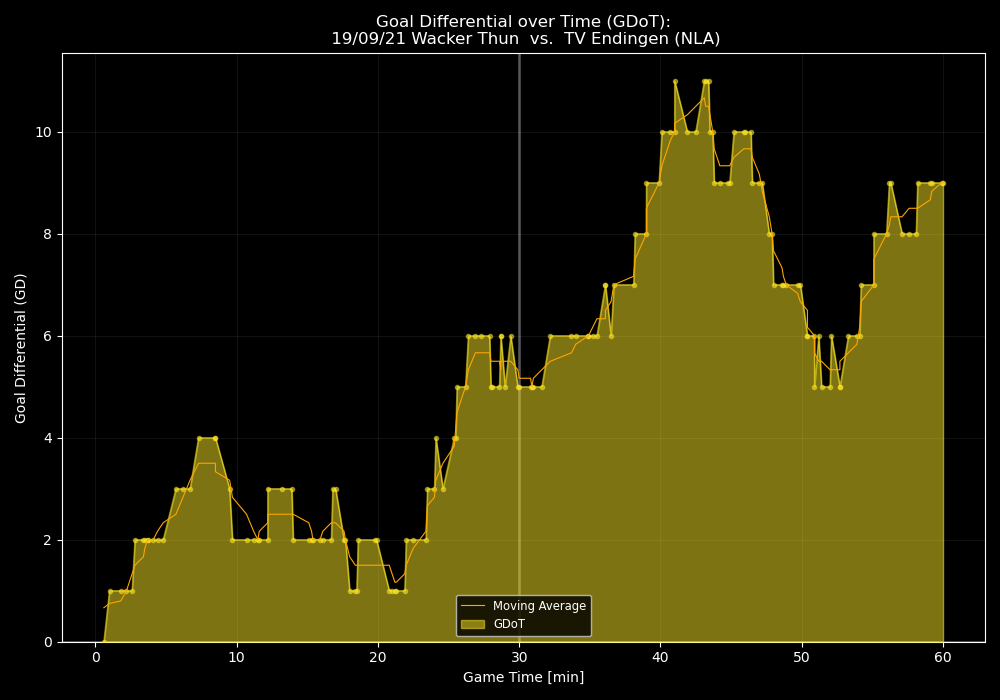 Goal Differential over Time (GDoT):
19/09/21 Wacker Thun  vs.  TV Endingen (NLA)
Goal Differential (GD)
10
8
6
4
2
0
Moving Average
GDoT
0 10 20 30 40 50 60
Game Time [min]